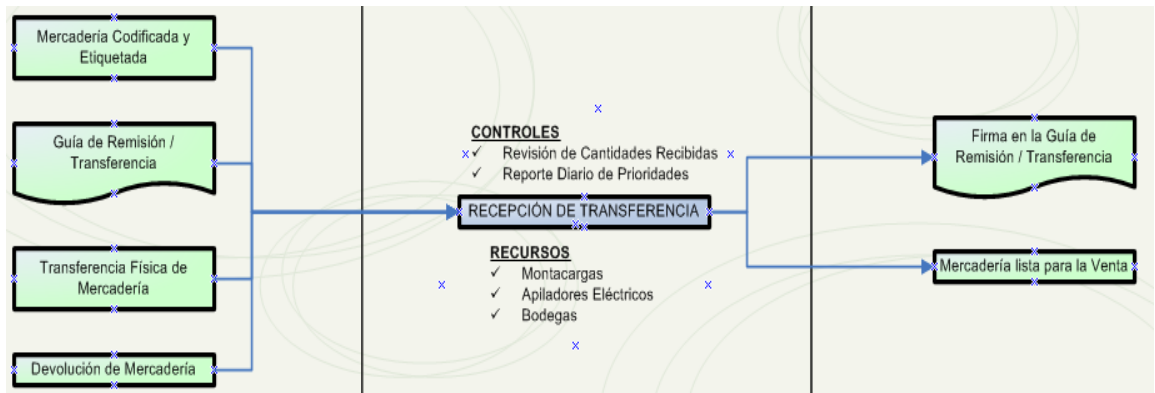 Mercadería Codificada y
Etiquetada
Guía de Remisión /
Transferencia
Transferencia Física de
Mercadería
Devolución de Mercadería
CONTROLES
✓ Revisión de Cantidades Recibidas
✓ Reporte Diario de Prioridades
RECEPCIÓN DE TRANSFERENCIA
RECURSOS
✓ Montacargas
✓ Apiladores Eléctricos
✓ Bodegas
Firma en la Guía de
Remisión / Transferencia
Mercadería lista para la Venta